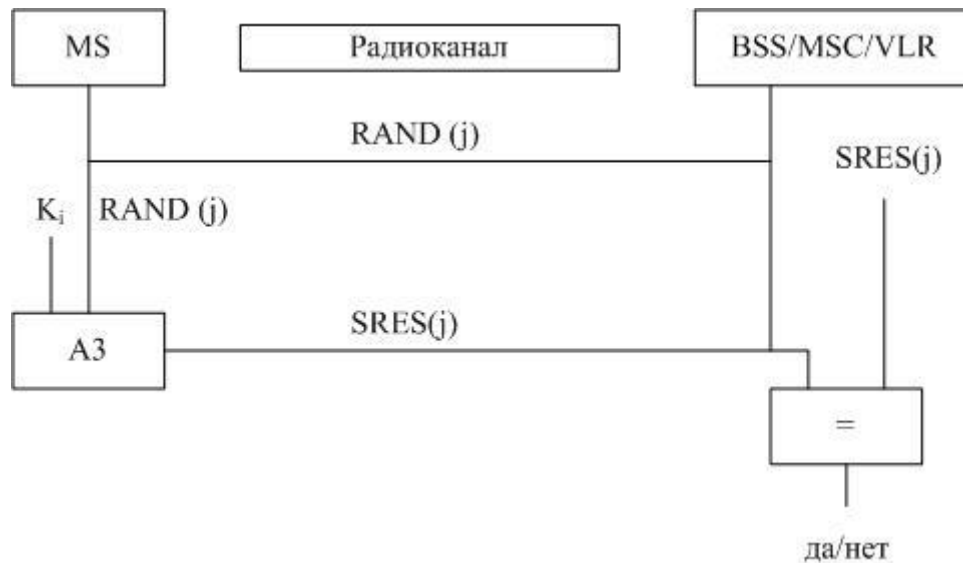 MS
Радиоканал
BSS/MSC/VLR
RAND (j)
SRES(j)
Ki
RAND (j)
SRES(j)
A3
=
да/нет